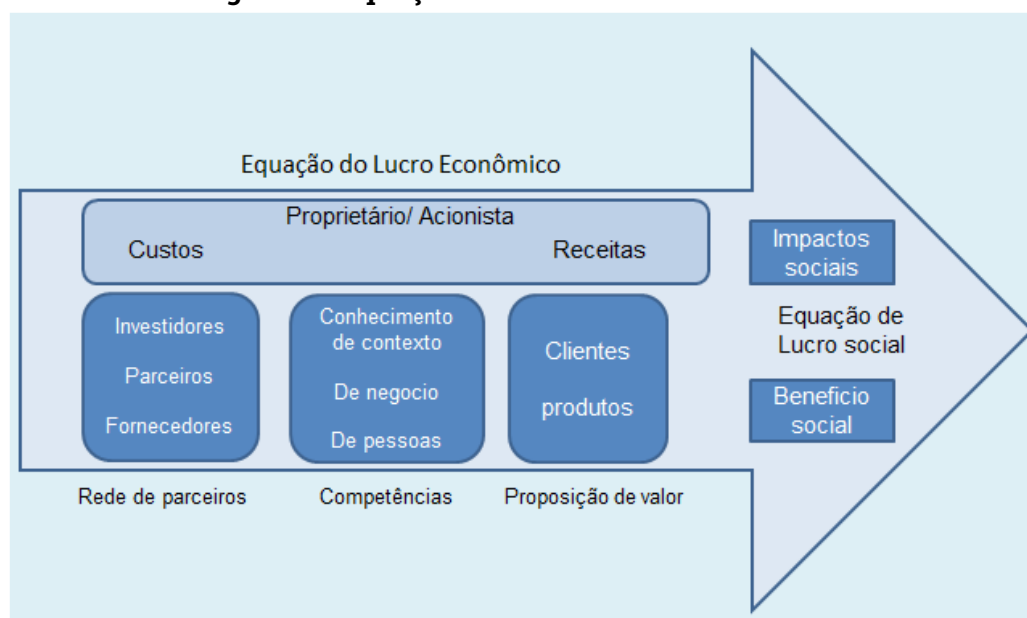 Equação do Lucro Econômico
Proprietário/ Acionista
Custos
Receitas
Investidores
Parceiros
Fornecedores
Conhecimento
de contexto
De negocio
De pessoas
Clientes
produtos
Impactos
sociais
Equação de
Lucro social
Beneficio
social
Rede de parceiros
Competências
Proposição de valor